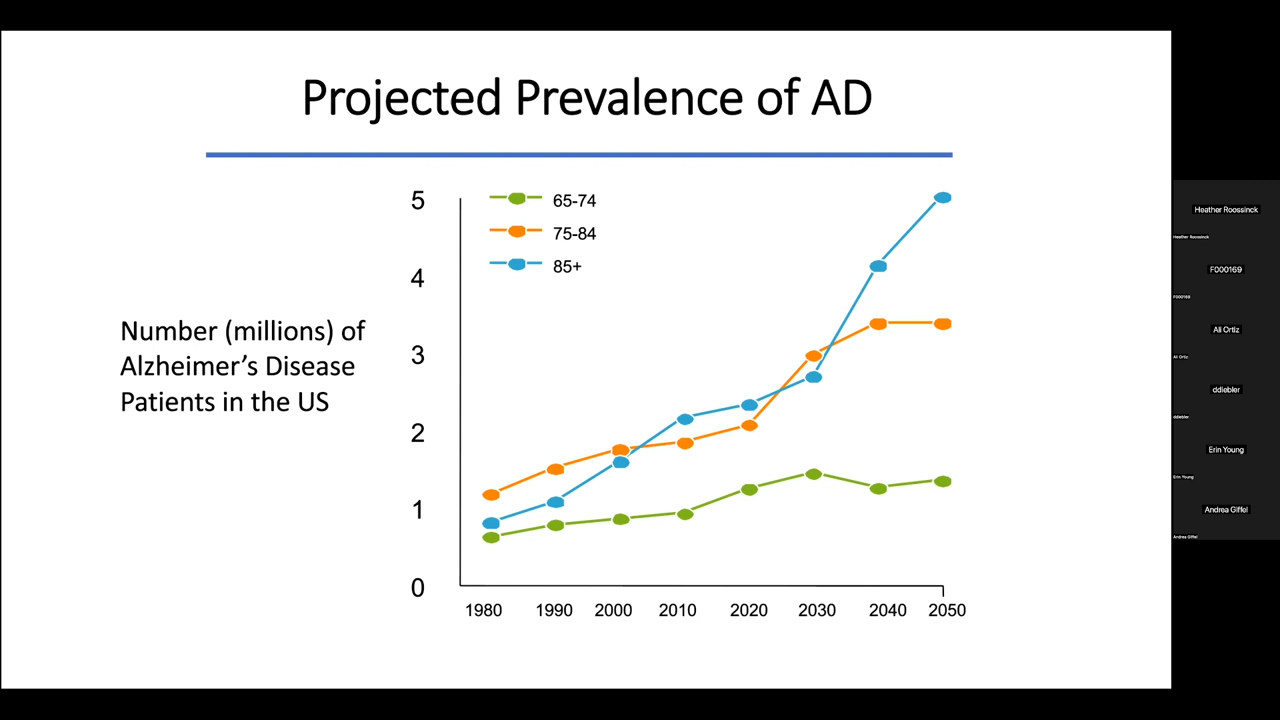 Projected Prevalence of AD
Number (millions) of
Alzheimer’s Disease
Patients in the US
65-74
75-84
85+
5
4
3
2
1
0
1980 1990 2000 2010 2020 2030 2040 2050
Heather Roossinck
Heather Roossinck
F000169
F000169
Ali Ortiz
Ali Ortiz
ddiebler
ddiebler
Erin Young
Erin Young
Andrea Giffel
Andrea Giffel